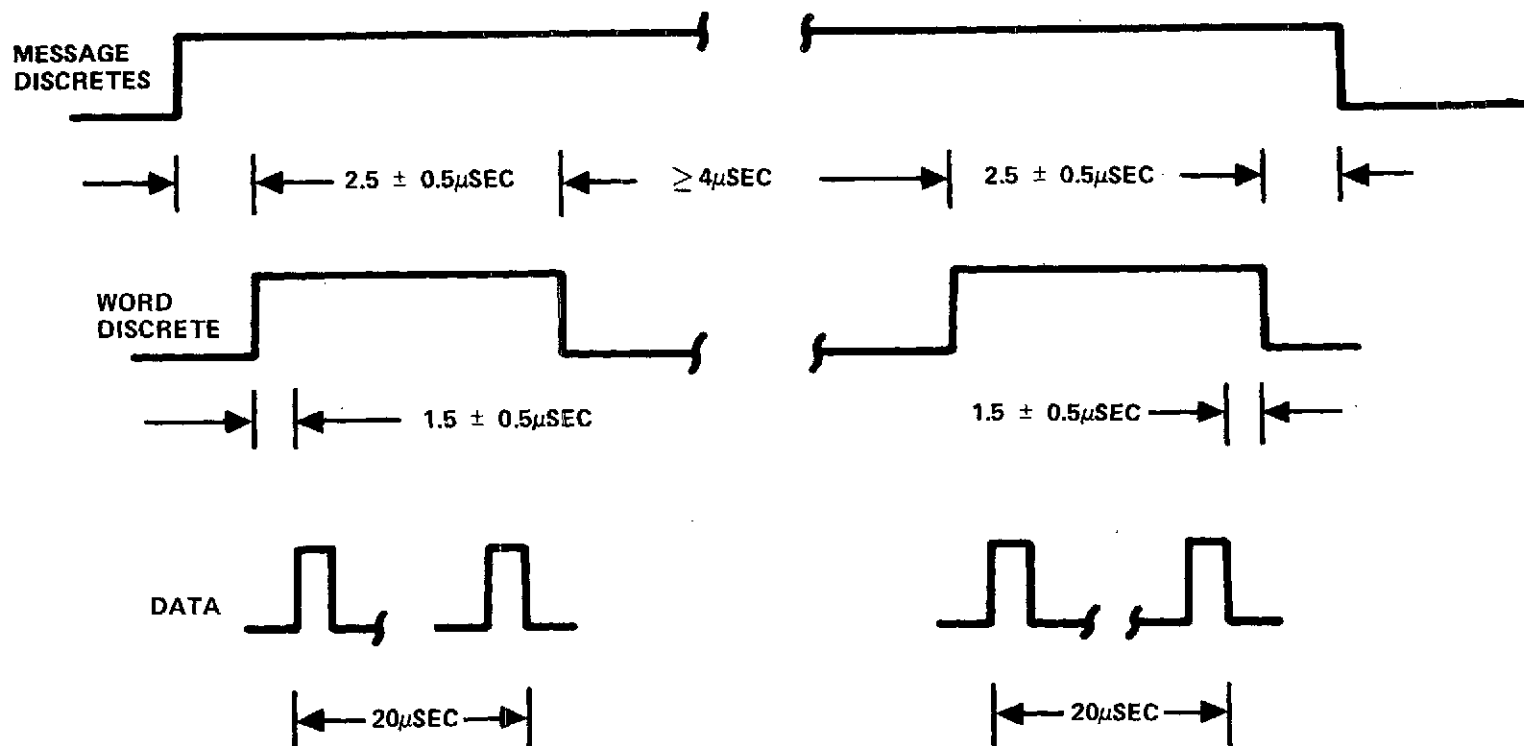 MESSAGE
DISCRETES
2.5 ± 0.5μSEC
≥ 4μSEC
2.5 ± 0.5μSEC
WORD
DISCRETE
1.5 ± 0.5μSEC
1.5 ± 0.5μSEC
DATA
20μSEC
20μSEC